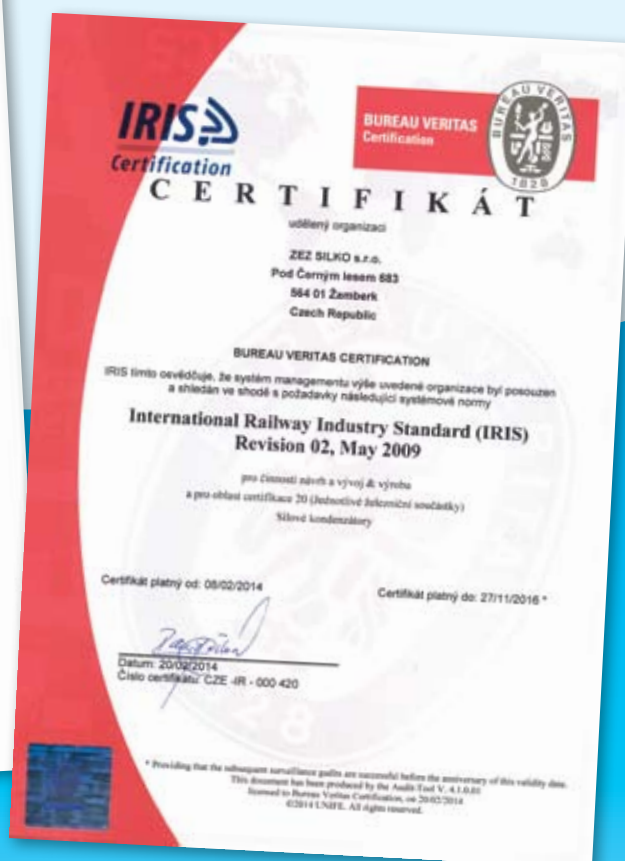 IRIS
Certification
BUREAU VERITAS
Certification
BUREAU VERITAS
1828
CERTIFIKÁT
udělený organizaci
ZEZ SILKO s.r.o.
Pod Černým lesem 683
564 01 Žamberk
Czech Republic
BUREAU VERITAS CERTIFICATION
IRIS tímto osvědčuje, že systém managementu výše uvedené organizace byl posouzen
a shledán ve shodě s požadavky následující systémové normy
International Railway Industry Standard (IRIS)
Revision 02, May 2009
pro činnosti návrh a vývoj & výroba
a pro oblast certifikace 20 (Jednotlivé železniční součástky)
Silové kondenzátory
Certifikát platný od: 08/02/2014
Certifikát platný do: 27/11/2016 *
Datum: 20/02/2014
Číslo certifikátu: CZE -IR - 000 420
* Providing that the subsequent surveillance audits are successful before the anniversary of this validity date.
This document has been produced by the Audit-Tool V. 4.1.0.01
licensed to Bureau Veritas Certification, on 20/02/2014
©2014 UNIFE. All rights reserved.